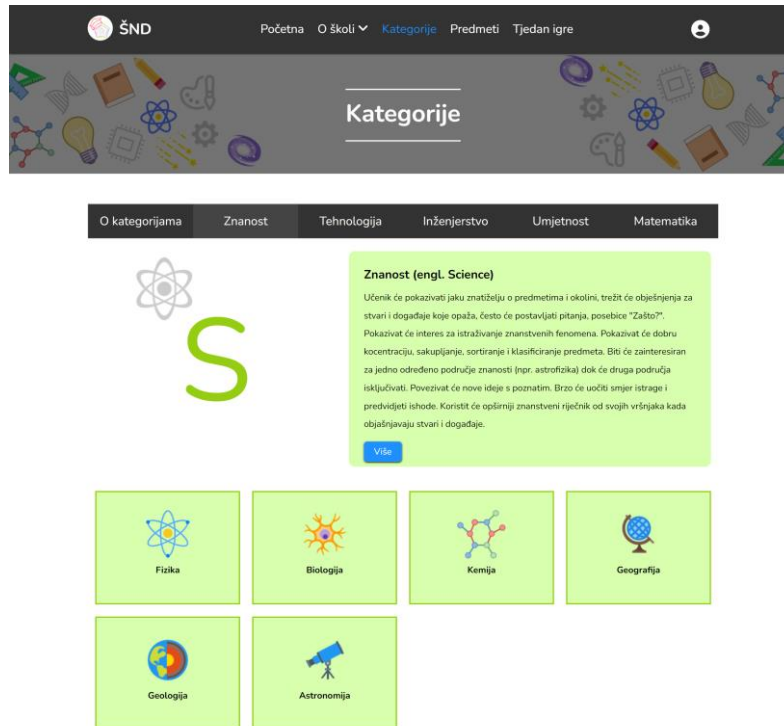 ŠND
Početna O školi Kategorije Predmeti Tjedan igre
Kategorije
O kategorijama Znanost Tehnologija Inženjerstvo Umjetnost Matematika
S
Znanost (engl. Science)
Učenik će pokazivati jaku znatiželju o predmetima i okolini, trežit će obješnjenja za
stvari i događaje koje opaža, često će postavljati pitanja, posebice "Zašto?".
Pokazivat će interes za istraživanje znanstvenih fenomena. Pokazivat će dobru
kocentraciju, sakupljanje, sortiranje i klasificiranje predmeta. Biti će zainteresiran
za jedno određeno područje znanosti (npr. astrofizika) dok će druga područja
isključivati. Povezivat će nove ideje s poznatim. Brzo će uočiti smjer istrage i
predvidjeti ishode. Koristit će opširniji znanstveni riječnik od svojih vršnjaka kada
objašnjavaju stvari i događaje.
Više
Fizika Biologija Kemija Geografija
Geologija Astronomija